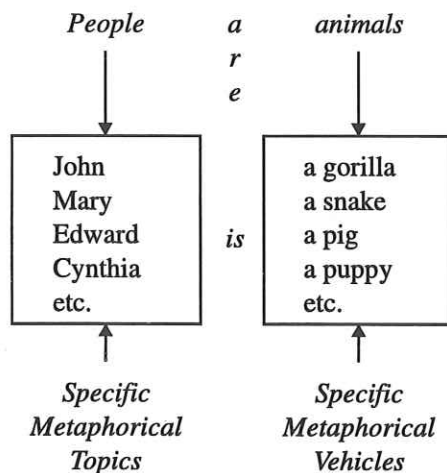 People are animals
John
Mary
Edward
Cynthia
etc.
is
a gorilla
a snake
a pig
a puppy
etc.
Specific
Metaphorical
Topics
Specific
Metaphorical
Vehicles